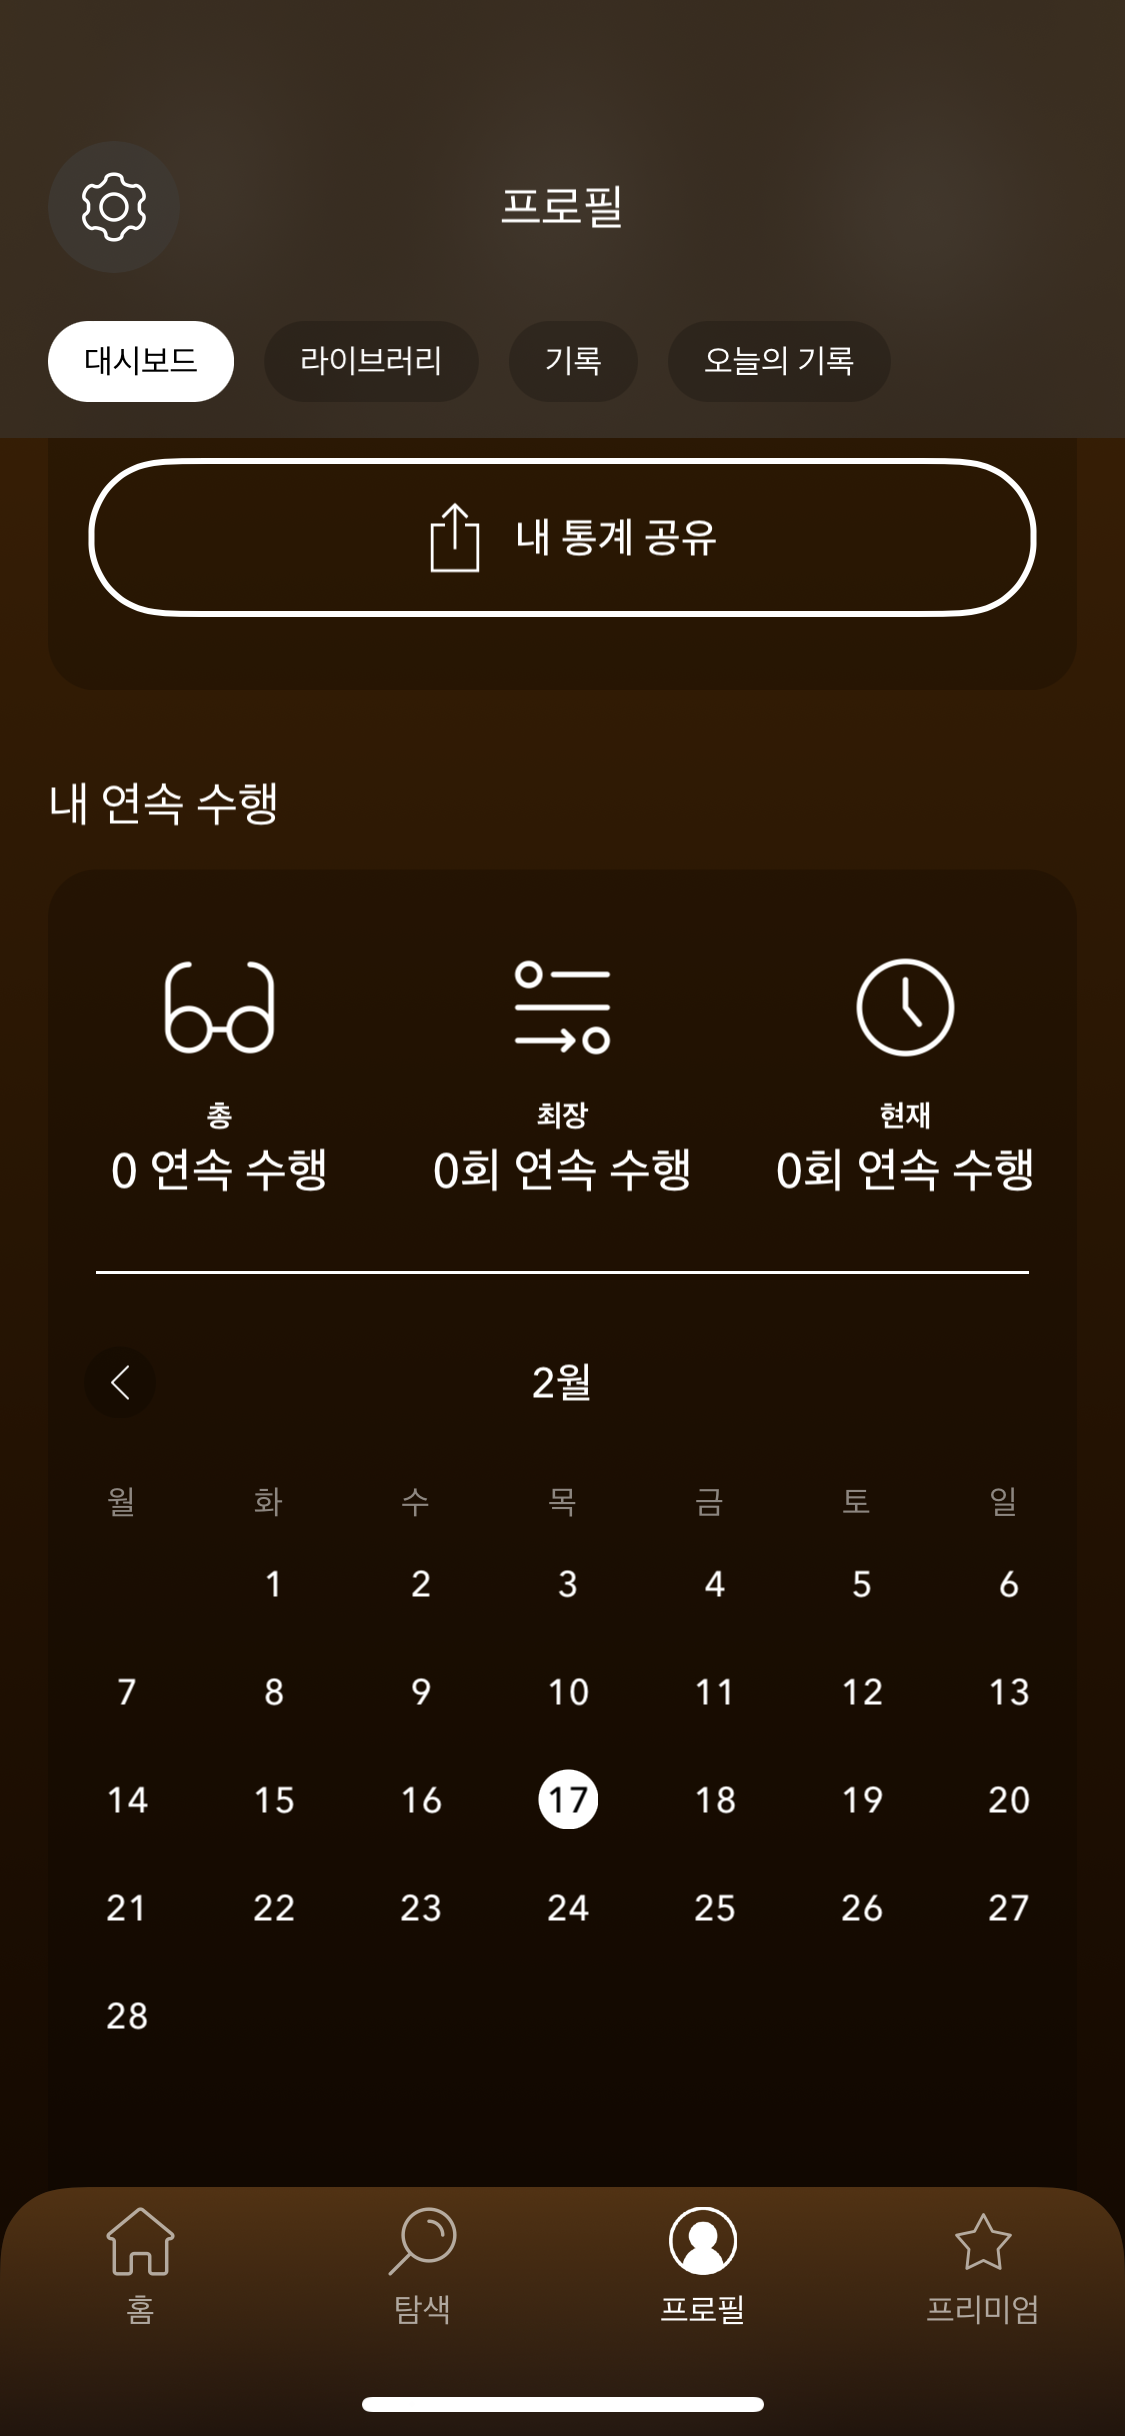 프로필
대시보드 라이브러리 기록 오늘의 기록
내 통계 공유
내 연속 수행
총 최장 현재
0 연속 수행 0회 연속 수행 0회 연속 수행
2월
월 화 수 목 금 토 일
1 2 3 4 5 6
7 8 9 10 11 12 13
14 15 16 17 18 19 20
21 22 23 24 25 26 27
28
홈 탐색 프로필 프리미엄